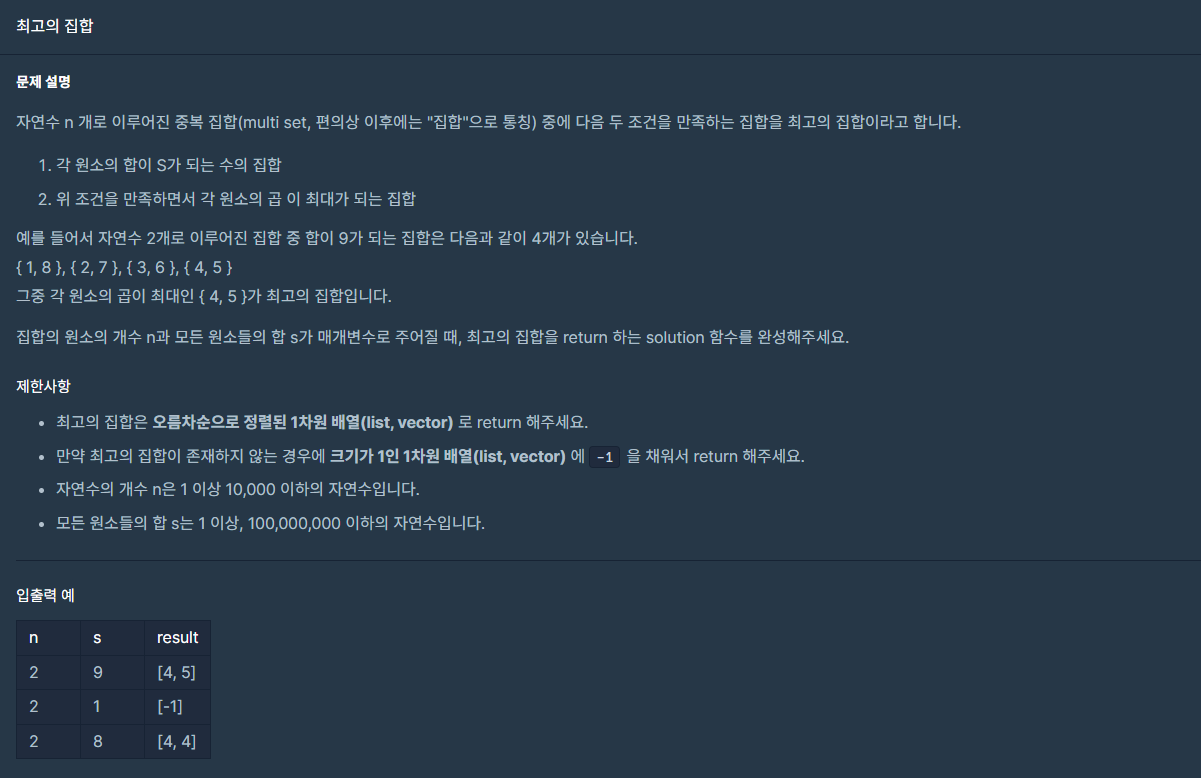 최고의 집합
문제 설명
자연수 n 개로 이루어진 중복 집합(multi set, 편의상 이후에는 "집합"으로 통칭) 중에 다음 두 조건을 만족하는 집합을 최고의 집합이라고 합니다.
1. 각 원소의 합이 S가 되는 수의 집합
2. 위 조건을 만족하면서 각 원소의 곱 이 최대가 되는 집합
예를 들어서 자연수 2개로 이루어진 집합 중 합이 9가 되는 집합은 다음과 같이 4개가 있습니다.
{ 1, 8 }, { 2, 7 }, { 3, 6 }, { 4, 5 }
그중 각 원소의 곱이 최대인 { 4, 5 }가 최고의 집합입니다.
집합의 원소의 개수 n과 모든 원소들의 합 s가 매개변수로 주어질 때, 최고의 집합을 return 하는 solution 함수를 완성해주세요.
제한사항
• 최고의 집합은 오름차순으로 정렬된 1차원 배열(list, vector) 로 return 해주세요.
• 만약 최고의 집합이 존재하지 않는 경우에 크기가 1인 1차원 배열(list, vector) 에 -1 을 채워서 return 해주세요.
• 자연수의 개수 n은 1 이상 10,000 이하의 자연수입니다.
• 모든 원소들의 합 s는 1 이상, 100,000,000 이하의 자연수입니다.
입출력 예
n s result
2 9 [4, 5]
2 1 [-1]
2 8 [4, 4]